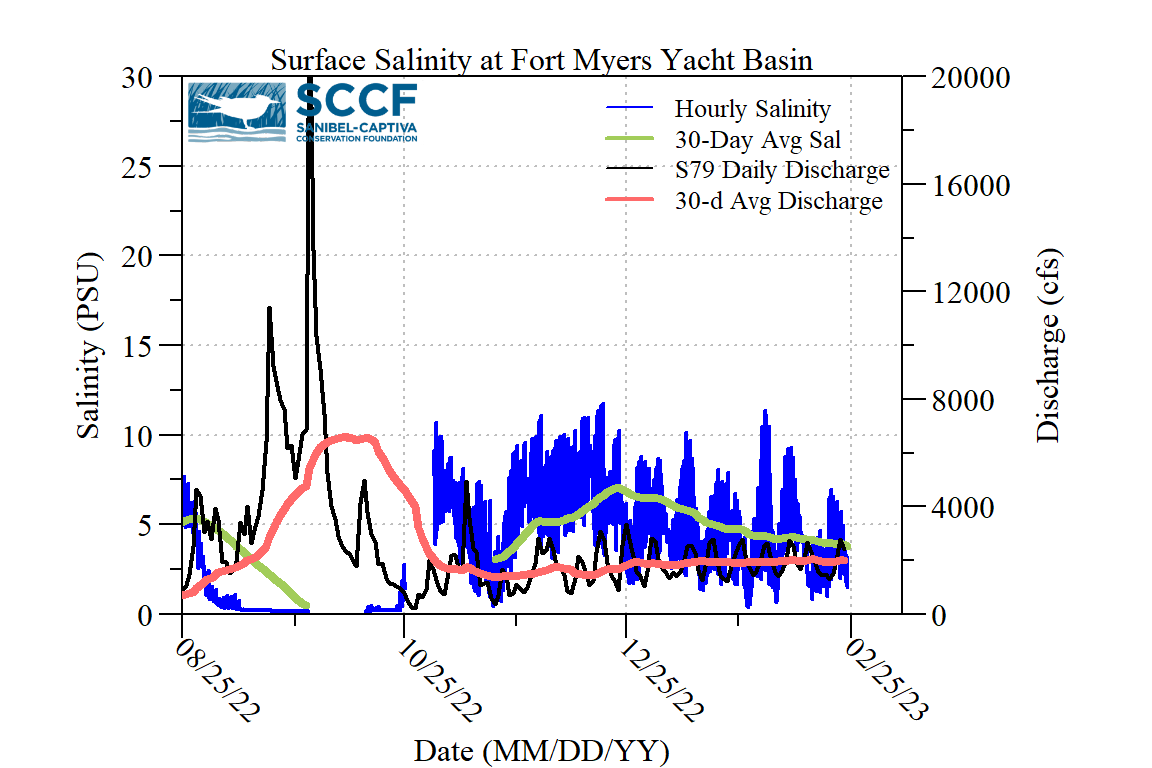 Surface Salinity at Fort Myers Yacht Basin
SCCF
SANIBEL-CAPTIVA
CONSERVATION FOUNDATION
Hourly Salinity
30-Day Avg Sal
S79 Daily Discharge
30-d Avg Discharge
30
25
20
15
10
5
0
Salinity (PSU)
20000
16000
12000
8000
4000
0
Discharge (cfs)
08/25/22
10/25/22
12/25/22
02/25/23
Date (MM/DD/YY)